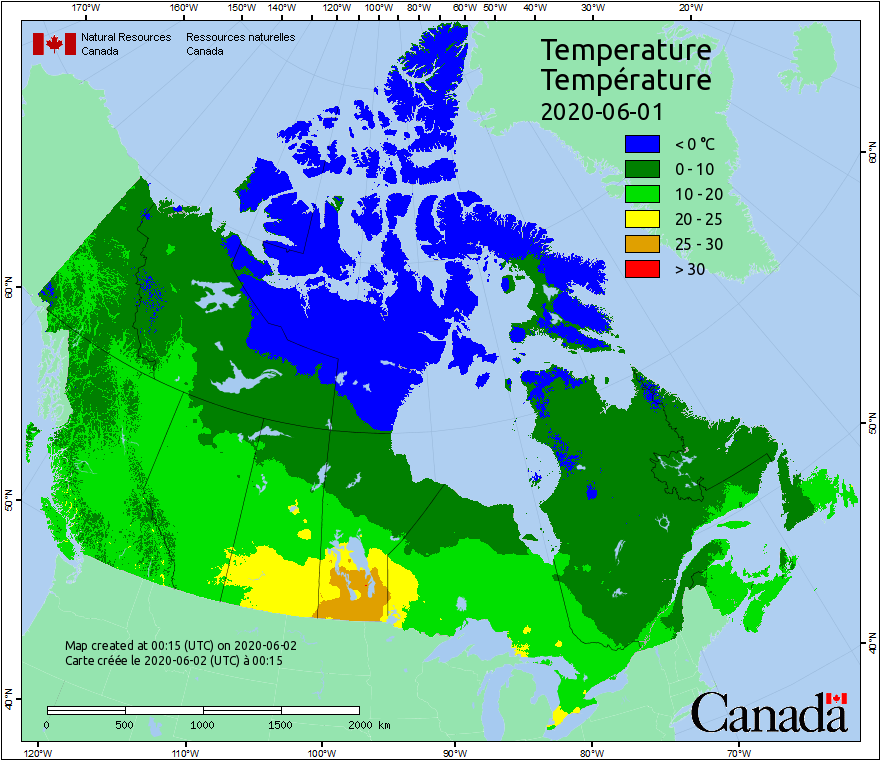 170°W 160°W 150°W 140°W 120°W 100°W 80°W 60°W 50°W 40°W 30°W 20°W
Natural Resources Ressources naturelles
Canada Canada
Temperature
Température
2020-06-01
< 0 °C
0 - 10
10 - 20
20 - 25
25 - 30
> 30
60°N 60°N
50°N 50°N
40°N 40°N
Map created at 00:15 (UTC) on 2020-06-02
Carte créée le 2020-06-02 (UTC) à 00:15
0 500 1000 1500 2000 km
Canada
120°W 110°W 100°W 90°W 80°W 70°W